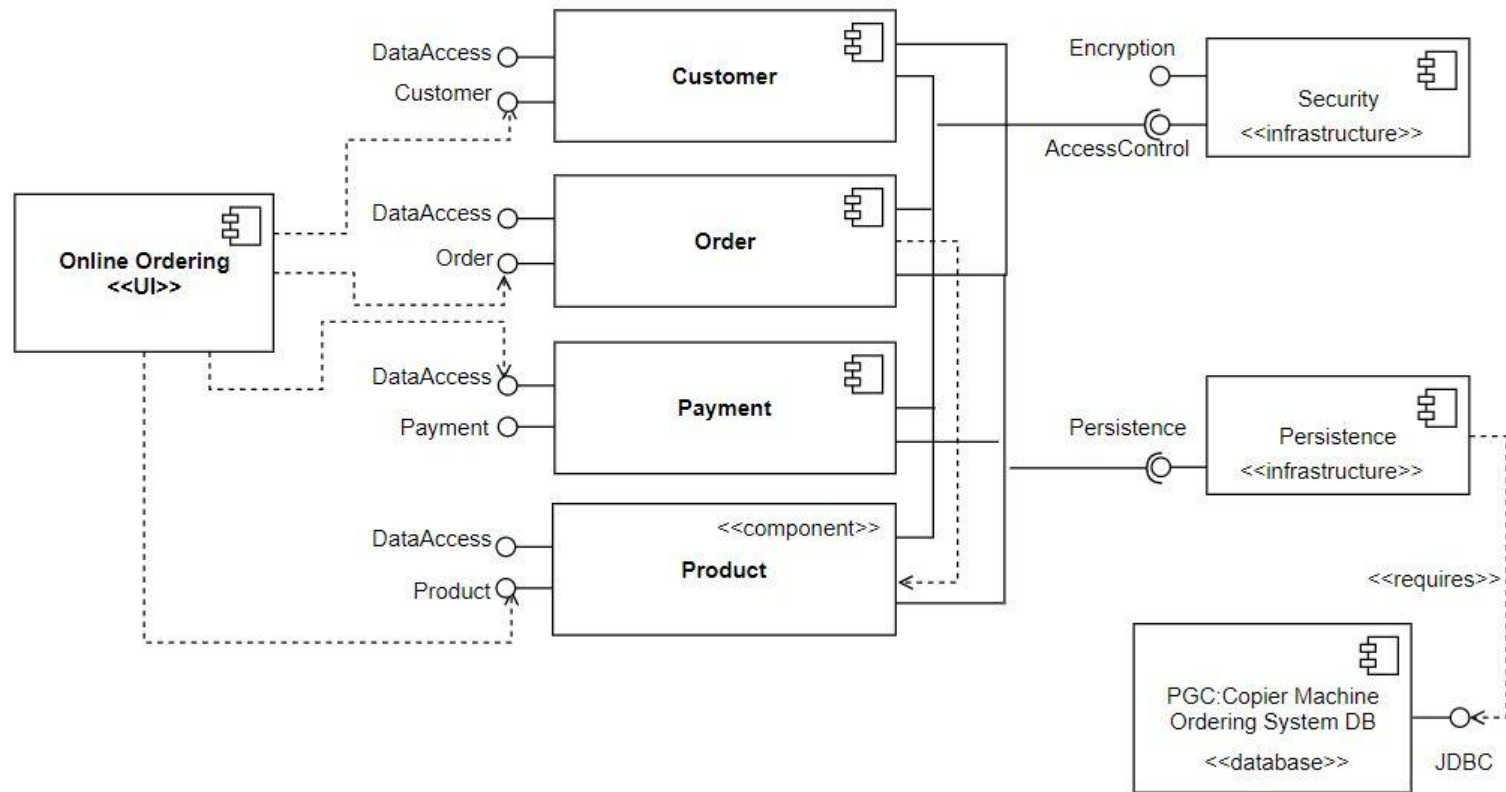 DataAccess
Customer
Customer
Encryption
Security
<<infrastructure>>
AccessControl
Online Ordering
<<UI>>
DataAccess
Order
Order
DataAccess
Payment
Payment
Persistence
Persistence
<<infrastructure>>
DataAccess
Product
<<component>>
Product
<<requires>>
PGC:Copier Machine
Ordering System DB
<<database>>
JDBC